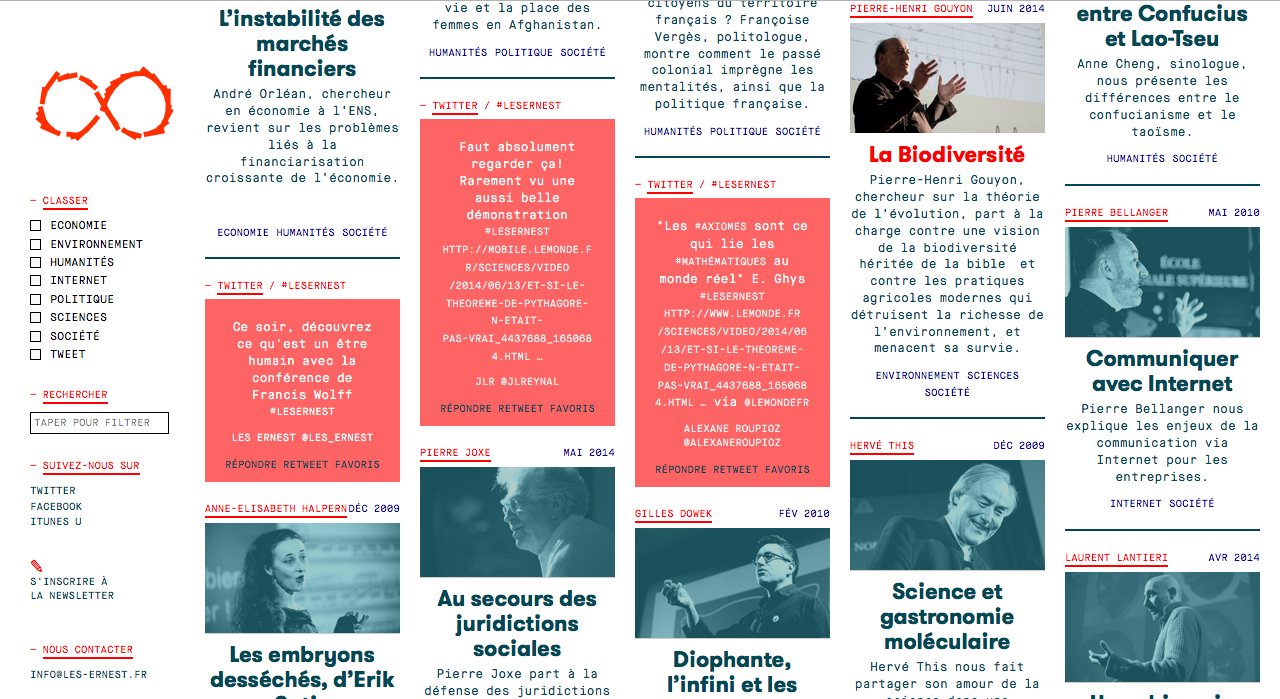 — CLASSER
ECONOMIE
ENVIRONNEMENT
HUMANITÉS
INTERNET
POLITIQUE
SCIENCES
SOCIÉTÉ
TWEET
— RECHERCHER
TAPER POUR FILTRER
— SUIVEZ-NOUS SUR
TWITTER
FACEBOOK
ITUNES U
S'INSCRIRE À
LA NEWSLETTER
— NOUS CONTACTER
INFO@LES-ERNEST.FR
L'instabilité des
marchés
financiers
André Orléan, chercheur
en économie à l'ENS,
revient sur les problèmes
liés à la
financiarisation
croissante de l'économie.
ECONOMIE HUMANITÉS SOCIÉTÉ
— TWITTER / #LESERNEST
Ce soir, découvrez
ce qu'est un être
humain avec la
conférence de
Francis Wolff
#LESERNEST
LES ERNEST @LES_ERNEST
RÉPONDRE RETWEET FAVORIS
ANNE-ELISABETH HALPERN DÉC 2009
Les embryons
desséchés, d'Erik
vie et la place des
femmes en Afghanistan.
HUMANITÉS POLITIQUE SOCIÉTÉ
— TWITTER / #LESERNEST
Faut absolument
regarder ça!
Rarement vu une
aussi belle
démonstration
#LESERNEST
HTTP://MOBILE.LEMONDE.F
R/SCIENCES/VIDEO
/2014/06/13/ET-SI-LE-
THEOREME-DE-PYTHAGORE-
N-ETAIT-
PAS-VRAI_4437688_165068
4.HTML …
JLR @JLREYNAL
RÉPONDRE RETWEET FAVORIS
PIERRE JOXE MAI 2014
Au secours des
juridictions
sociales
Pierre Joxe part à la
défense des juridictions
citoyens du territoire
français ? Françoise
Vergès, politologue,
montre comment le passé
colonial imprègne les
mentalités, ainsi que la
politique française.
HUMANITÉS POLITIQUE SOCIÉTÉ
— TWITTER / #LESERNEST
"Les #AXIOMES sont ce
qui lie les
#MATHÉMATIQUES au
monde réel" E. Ghys
#LESERNEST
HTTP://WWW.LEMONDE.FR
/SCIENCES/VIDEO/2014/06
/13/ET-SI-LE-THEOREME-
DE-PYTHAGORE-N-ETAIT-
PAS-VRAI_4437688_165068
4.HTML … via @LEMONDEFR
ALEXANE ROUPIOZ
@ALEXANEROUPIOZ
RÉPONDRE RETWEET FAVORIS
GILLES DOWEK FÉV 2010
Diophante,
l'infini et les
PIERRE-HENRI GOUYON JUIN 2014
La Biodiversité
Pierre-Henri Gouyon,
chercheur sur la théorie
de l'évolution, part à la
charge contre une vision
de la biodiversité
héritée de la bible et
contre les pratiques
agricoles modernes qui
détruisent la richesse de
l'environnement, et
menacent sa survie.
ENVIRONNEMENT SCIENCES
SOCIÉTÉ
HERVÉ THIS DÉC 2009
Science et
gastronomie
moléculaire
Hervé This nous fait
partager son amour de la
science dans une
entre Confucius
et Lao-Tseu
Anne Cheng, sinologue,
nous présente les
différences entre le
confucianisme et le
taoïsme.
HUMANITÉS SOCIÉTÉ
PIERRE BELLANGER MAI 2010
ÉCOLE
ALE SUPÉRIEURE
Communiquer
avec Internet
Pierre Bellanger nous
explique les enjeux de la
communication via
Internet pour les
entreprises.
INTERNET SOCIÉTÉ
LAURENT LANTIERI AVR 2014